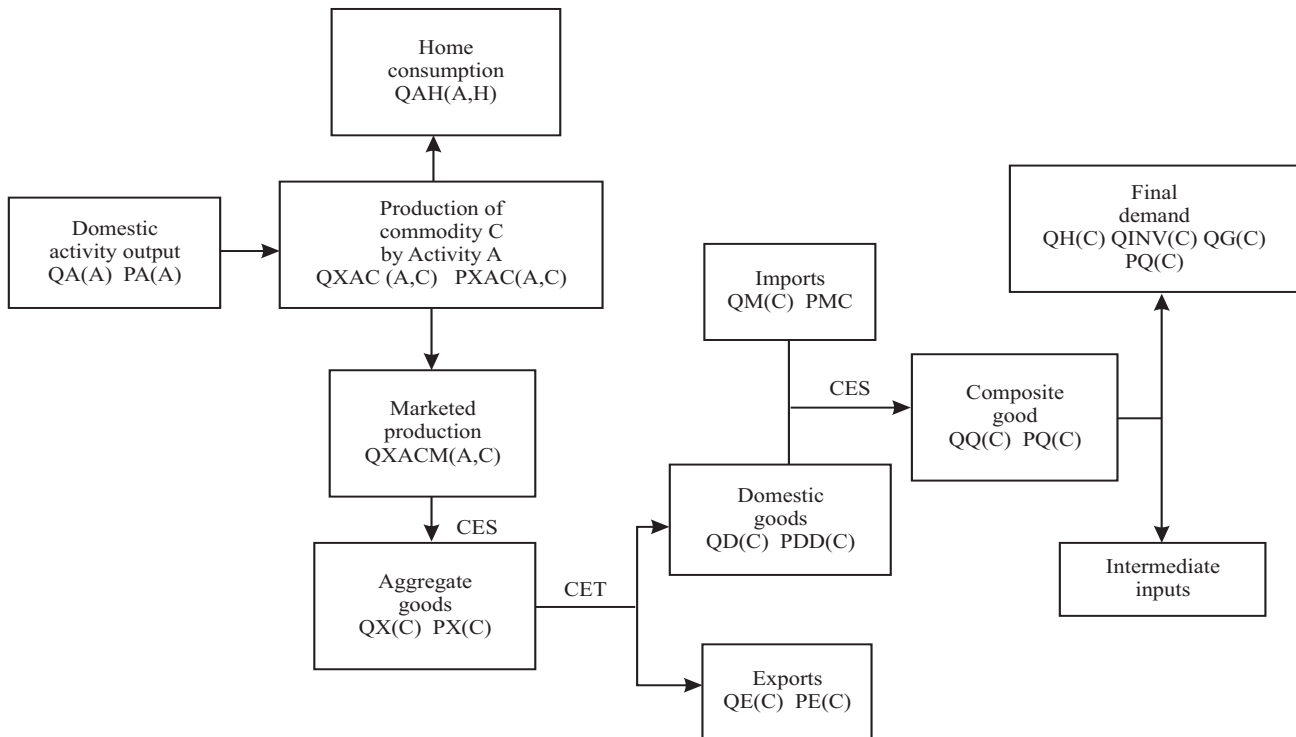 Home
consumption
QAH(A,H)
Domestic
activity output
QA(A) PA(A)
Production of
commodity C
by Activity A
QXAC (A,C) PXAC(A,C)
Marketed
production
QXACM(A,C)
CES
Aggregate
goods
QX(C) PX(C)
CET
Imports
QM(C) PMC
Domestic
goods
QD(C) PDD(C)
Exports
QE(C) PE(C)
CES
Composite
good
QQ(C) PQ(C)
Final
demand
QH(C) QINV(C) QG(C)
PQ(C)
Intermediate
inputs